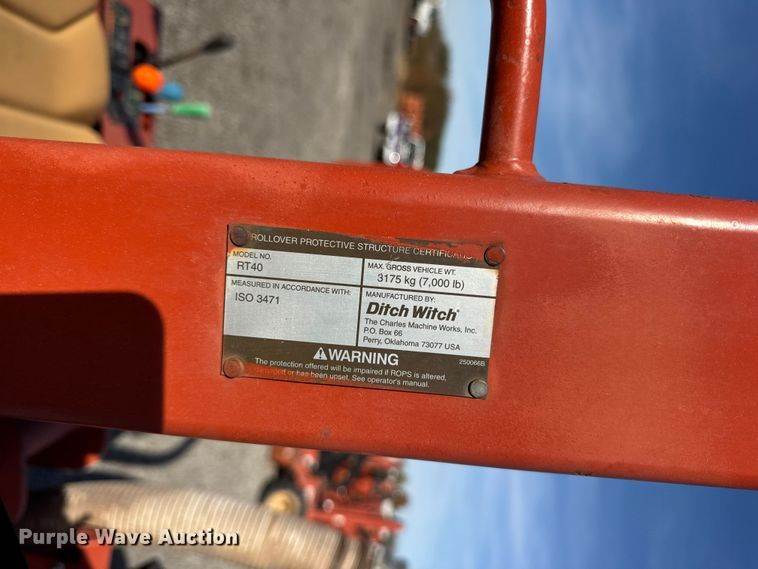 ROLLOVER PROTECTIVE STRUCTURE
MODEL NO.
RT40
MAX. GROSS VEHICLE WT.
3175 kg (7,000 lb)
MEASURED IN ACCORDANCE WITH:
ISO 3471
MANUFACTURED BY:
Ditch Witch®
The Charles Machine Works, Inc.
P.O. Box 66
Perry, Oklahoma 73077 USA
WARNING
250066B
The protection offered will be impaired if ROPS is altered,
or has been upset. See operator's manual.
Purple Wave Auction